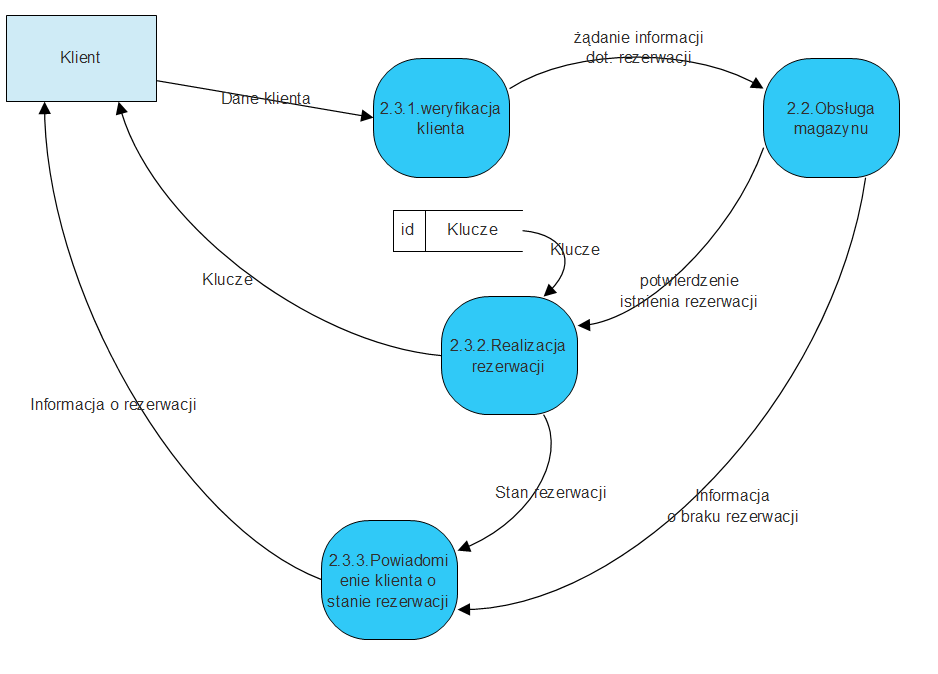 Klient
Dane klienta
2.3.1.weryfikacja
klienta
żądanie informacji
dot. rezerwacji
2.2.Obsługa
magazynu
id
Klucze
Klucze
potwierdzenie
istnienia rezerwacji
Klucze
2.3.2.Realizacja
rezerwacji
Informacja o rezerwacji
Stan rezerwacji
Informacja
o braku rezerwacji
2.3.3.Powiadomi
enie klienta o
stanie rezerwacji